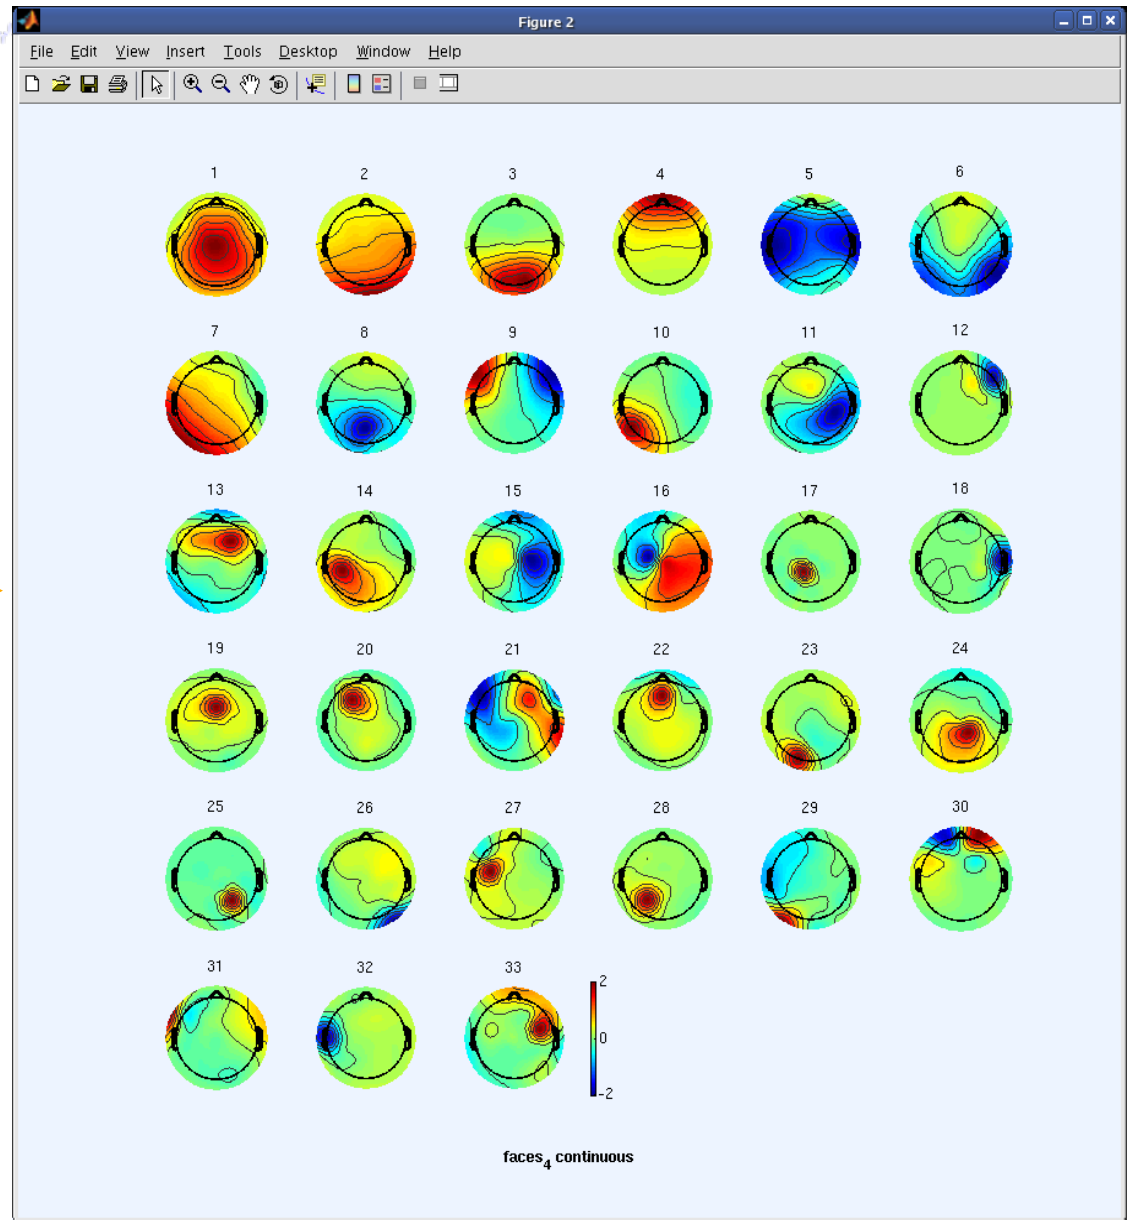 Figure 2
File Edit View Insert Tools Desktop Window Help
1 2 3 4 5 6
7 8 9 10 11 12
13 14 15 16 17 18
19 20 21 22 23 24
25 26 27 28 29 30
31 32 33
2
0
-2
faces4 continuous